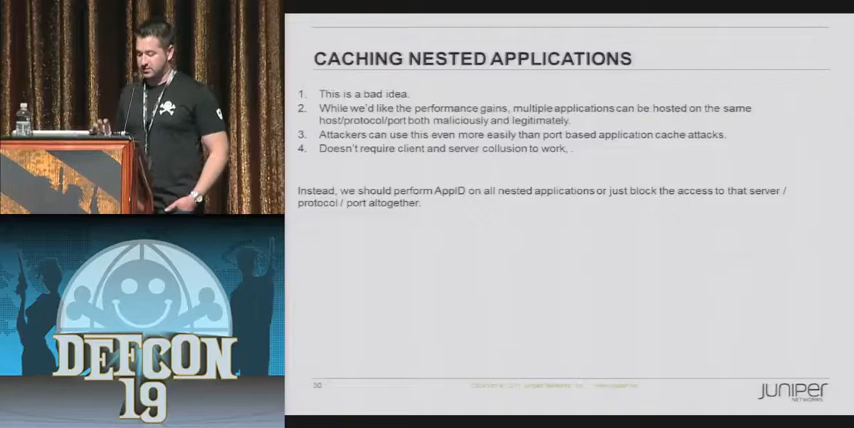 CACHING NESTED APPLICATIONS
1. This is a bad idea.
2. While we'd like the performance gains, multiple applications can be hosted on the same
host/protocol/port both maliciously and legitimately.
3. Attackers can use this even more easily than port based application cache attacks.
4. Doesn't require client and server collusion to work, .
Instead, we should perform AppID on all nested applications or just block the access to that server /
protocol / port altogether.
30
JUNIPER
NETWORKS
DEFCON
19